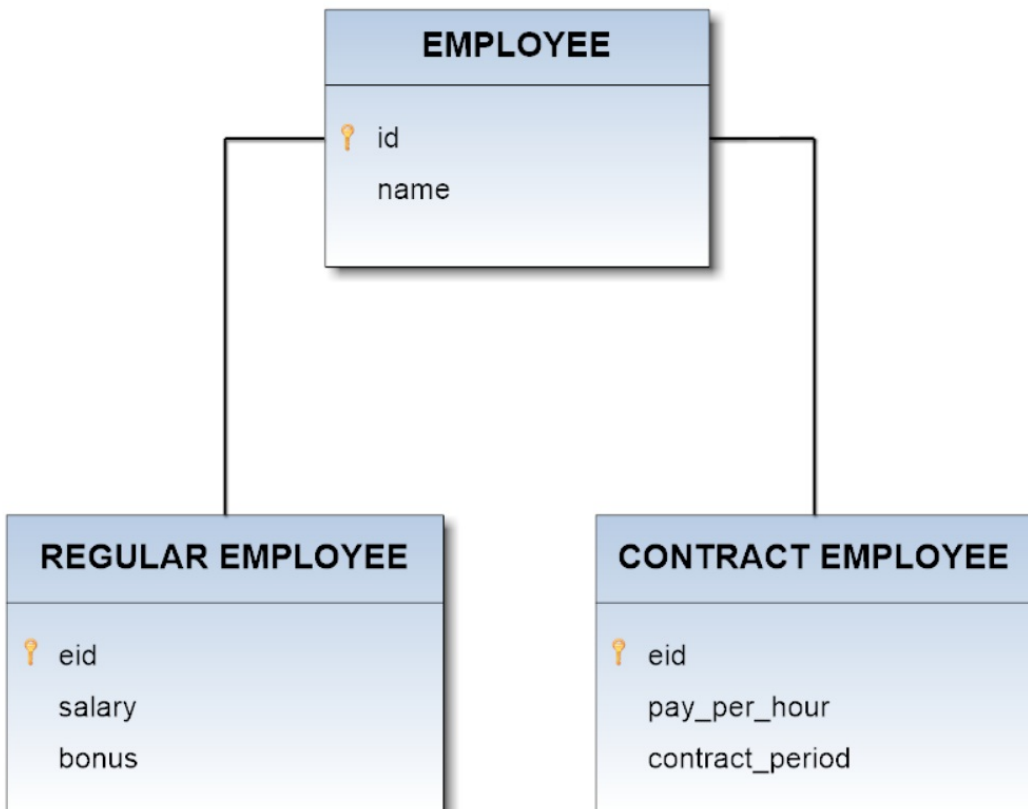 EMPLOYEE
id
name
REGULAR EMPLOYEE
eid
salary
bonus
CONTRACT EMPLOYEE
eid
pay_per_hour
contract_period